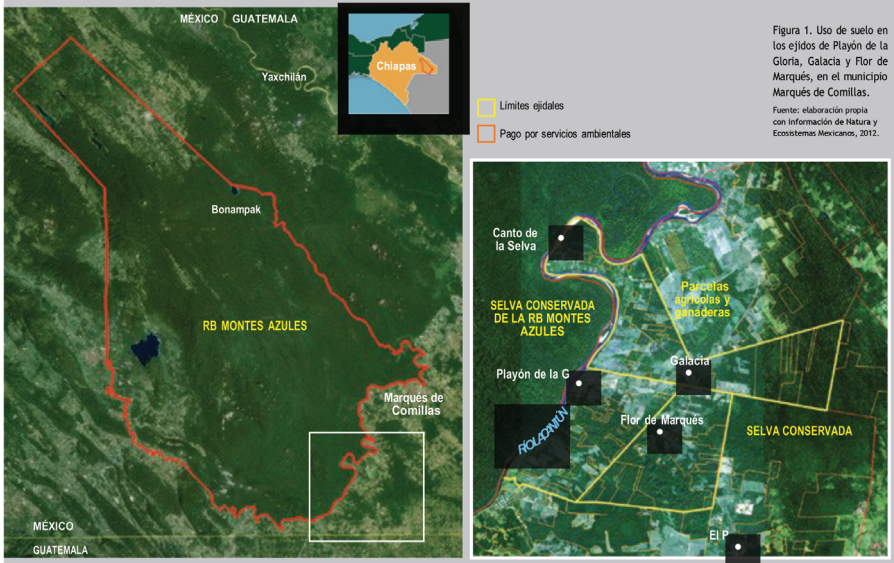 MÉXICO GUATEMALA
Yaxchilán
Chiapas
Bonampak
RB MONTES AZULES
Marqués de
Comillas
MÉXICO
GUATEMALA
Límites ejidales
Pago por servicios ambientales
Figura 1. Uso de suelo en
los ejidos de Playón de la
Gloria, Galacia y Flor de
Marqués, en el municipio
Marqués de Comillas.
Fuente: elaboración propia
con información de Natura y
Ecosistemas Mexicanos, 2012.
Canto de
la Selva
SELVA CONSERVADA
DE LA RB MONTES
AZULES
Parcelas
agrícolas y
ganaderas
Playón de la G
Galacia
Flor de Marqués
RÍO LACANTÚN
SELVA CONSERVADA
El P